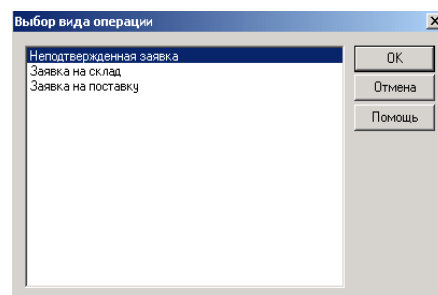 Выбор вида операции
Неподтвержденная заявка
Заявка на склад
Заявка на поставку
OK
Отмена
Помощь